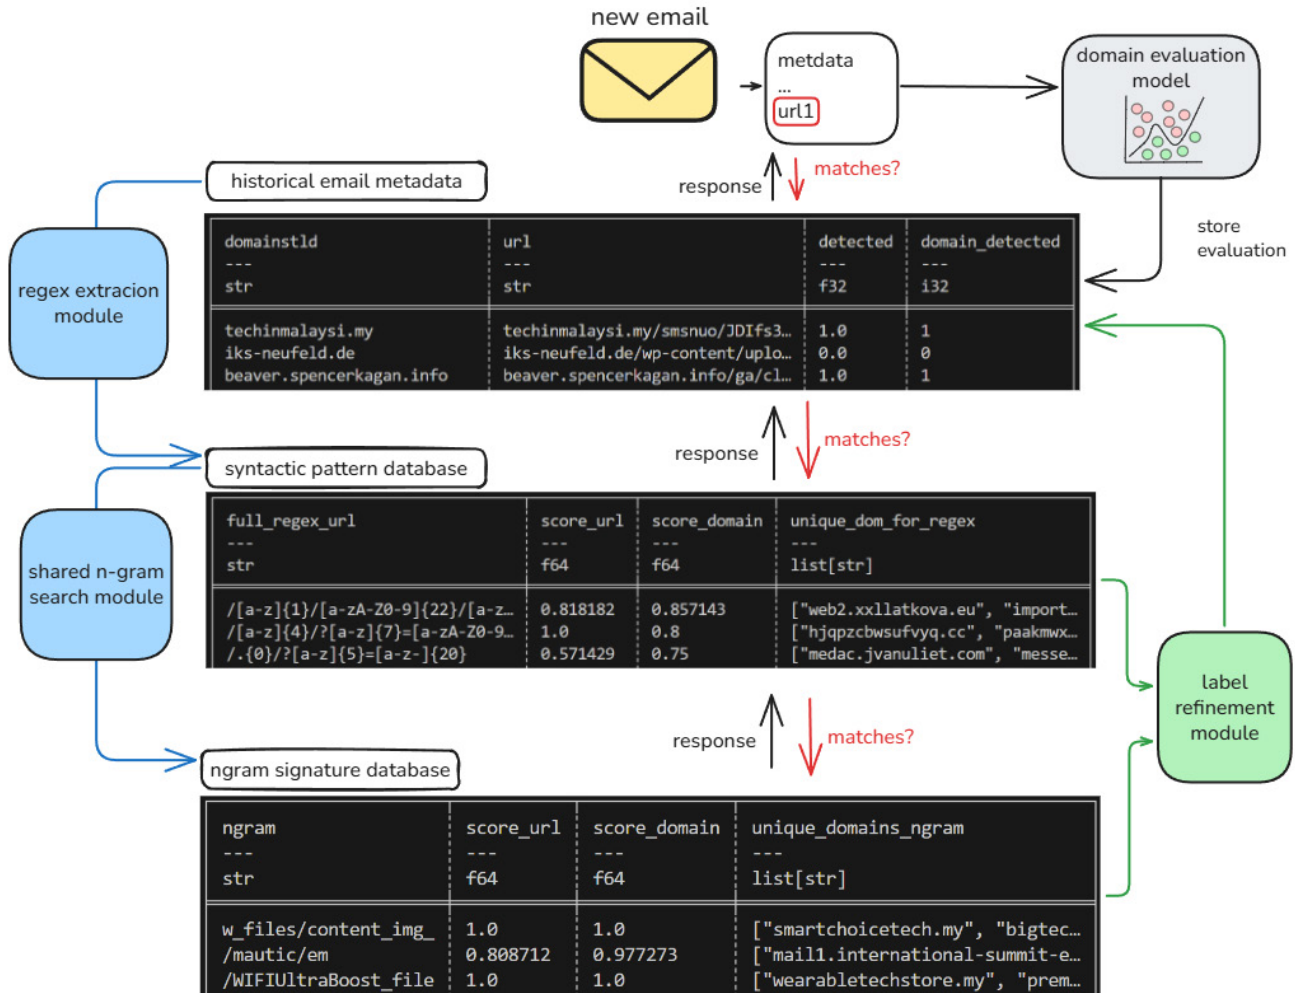 new email
metdata
...
url1
domain evaluation
model
response
matches?
historical email metadata
store
evaluation
regex extracion
module
domainstld url detected domain_detected
--- --- --- ---
str str f32 i32
techinmalaysi.my techinmalaysi.my/smsnuo/JDIfs3… 1.0 1
iks-neufeld.de iks-neufeld.de/wp-content/uplo… 0.0 0
beaver.spencerkagan.info beaver.spencerkagan.info/ga/cl… 1.0 1
response
matches?
syntactic pattern database
shared n-gram
search module
full_regex_url score_url score_domain unique_dom_for_regex
--- --- --- ---
str f64 f64 list[str]
/[a-z]{1}/[a-zA-Z0-9]{22}/[a-z… 0.818182 0.857143 ["web2.xxllatkova.eu", "import…
/[a-z]{4}/?[a-z]{7}=[a-zA-Z0-9… 1.0 0.8 ["hjqpzcbwsufvyq.cc", "paakmwx…
/.{0}/?[a-z]{5}=[a-z-]{20} 0.571429 0.75 ["medac.jvanuliet.com", "messe…
label
refinement
module
response
matches?
ngram signature database
ngram score_url score_domain unique_domains_ngram
--- --- --- ---
str f64 f64 list[str]
w_files/content_img_ 1.0 1.0 ["smartchoicetech.my", "bigtec…
/mautic/em 0.808712 0.977273 ["mail1.international-summit-e…
/WIFIUltraBoost_file 1.0 1.0 ["wearabletechstore.my", "prem…